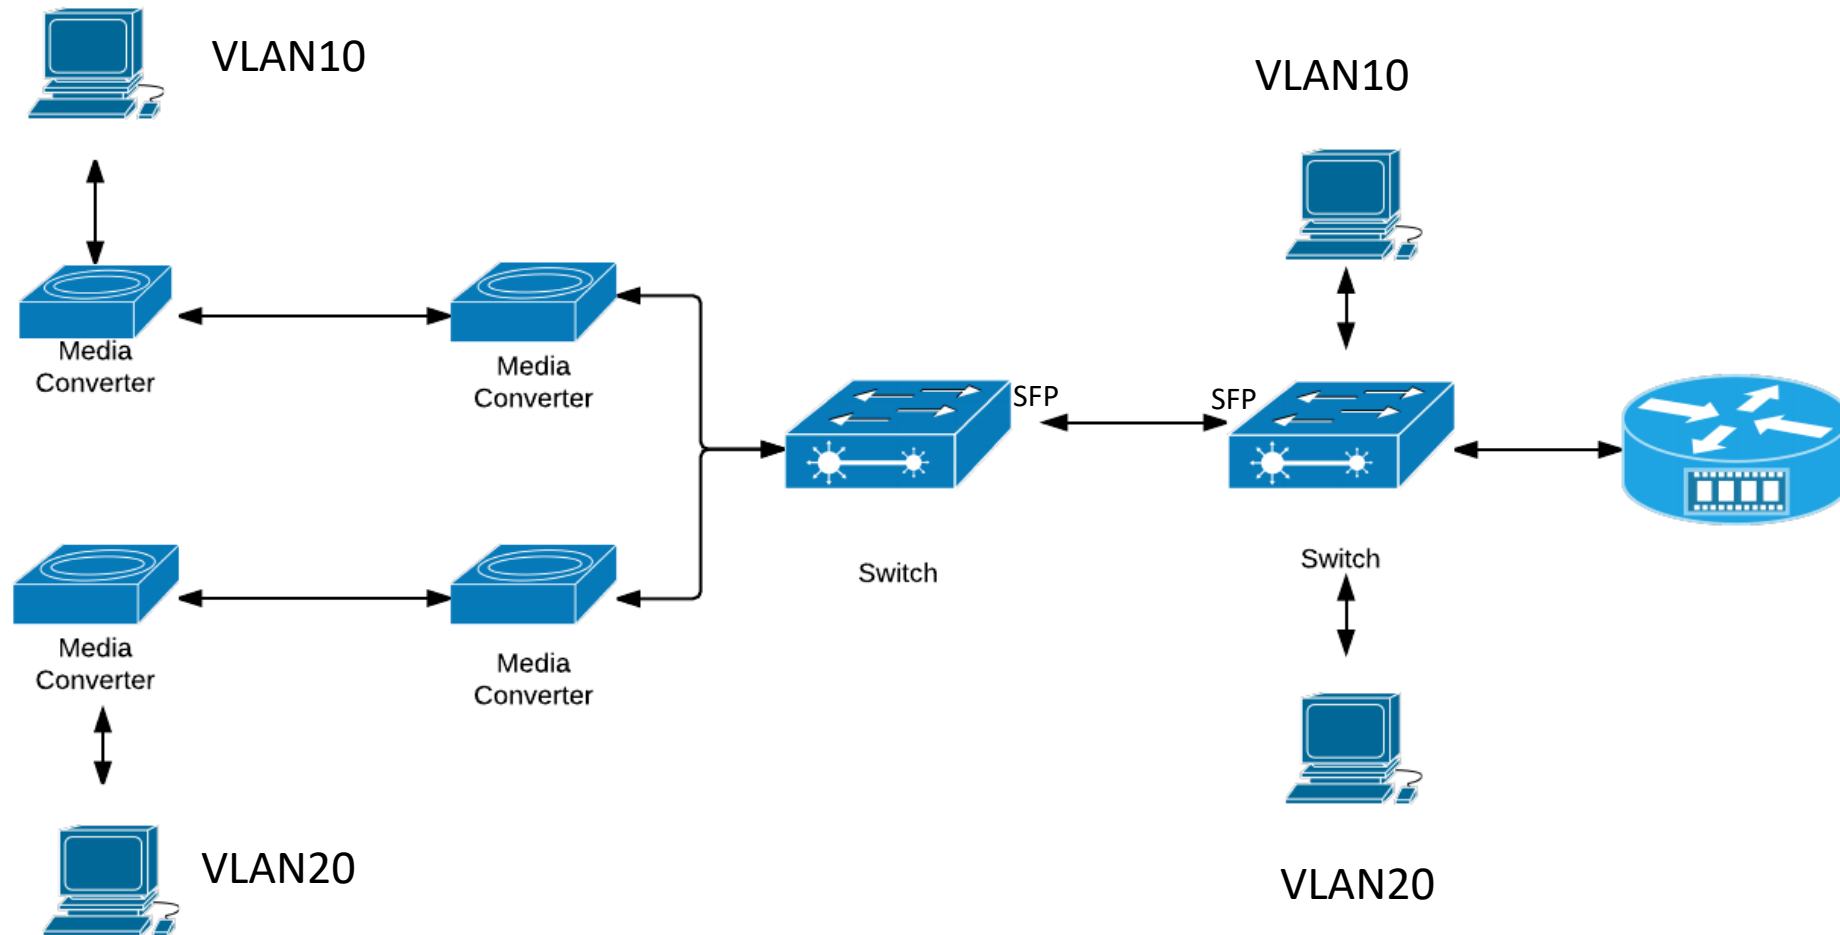 VLAN10
VLAN10
Media
Converter
Media
Converter
SFP
SFP
Switch
Switch
Media
Converter
Media
Converter
VLAN20
VLAN20